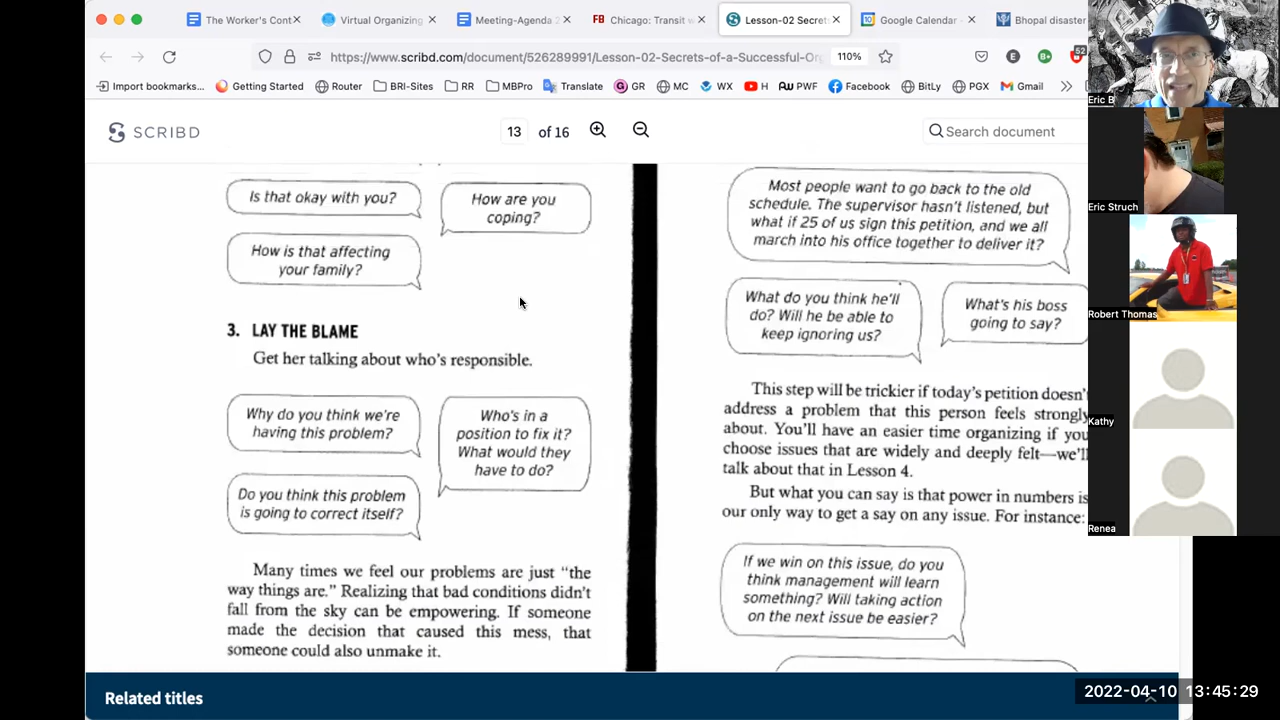 The Worker's Cont
Virtual Organizing
Meeting-Agenda 2
Chicago: Transit w
Lesson-02 Secret
Google Calendar -
Bhopal disaster
https://www.scribd.com/document/526289991/Lesson-02-Secrets-of-a-Successful-Org
110%
52
Import bookmarks...
Getting Started
Router
BRI-Sites
RR
MBPro
Translate
GR
MC
WX
H
PWF
Facebook
BitLy
PGX
Gmail
SCRIBD
13 of 16
Search document
Is that okay with you?
How are you
coping?
How is that affecting
your family?
3. LAY THE BLAME
Get her talking about who's responsible.
Why do you think we're
having this problem?
Who's in a
position to fix it?
What would they
have to do?
Do you think this problem
is going to correct itself?
Many times we feel our problems are just "the
way things are." Realizing that bad conditions didn't
fall from the sky can be empowering. If someone
made the decision that caused this mess, that
someone could also unmake it.
Most people want to go back to the old
schedule. The supervisor hasn't listened, but
what if 25 of us sign this petition, and we all
march into his office together to deliver it?
What do you think he'll
do? Will he be able to
keep ignoring us?
What's his boss
going to say?
This step will be trickier if today's petition doesn'
address a problem that this person feels strongly
about. You'll have an easier time organizing if you
choose issues that are widely and deeply felt—we'll
talk about that in Lesson 4.
But what you can say is that power in numbers is
our only way to get a say on any issue. For instance:
If we win on this issue, do you
think management will learn
something? Will taking action
on the next issue be easier?
Related titles
Eric B
Eric Struch
Robert Thomas
Kathy
Renea
2022-04-10 13:45:29